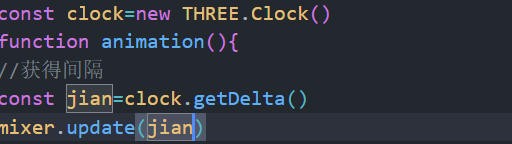 const clock=new THREE.Clock()
function animation(){
//获得间隔
const jian=clock.getDelta()
mixer.update(jian)